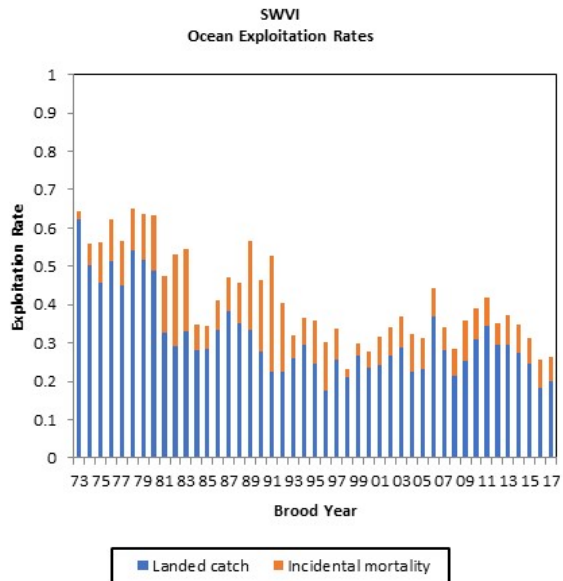 SWVI
Ocean Exploitation Rates
1
0.9
0.8
0.7
0.6
0.5
0.4
0.3
0.2
0.1
0
Exploitation Rate
73 75 77 79 81 83 85 87 89 91 93 95 97 99 01 03 05 07 09 11 13 15 17
Brood Year
Landed catch Incidental mortality